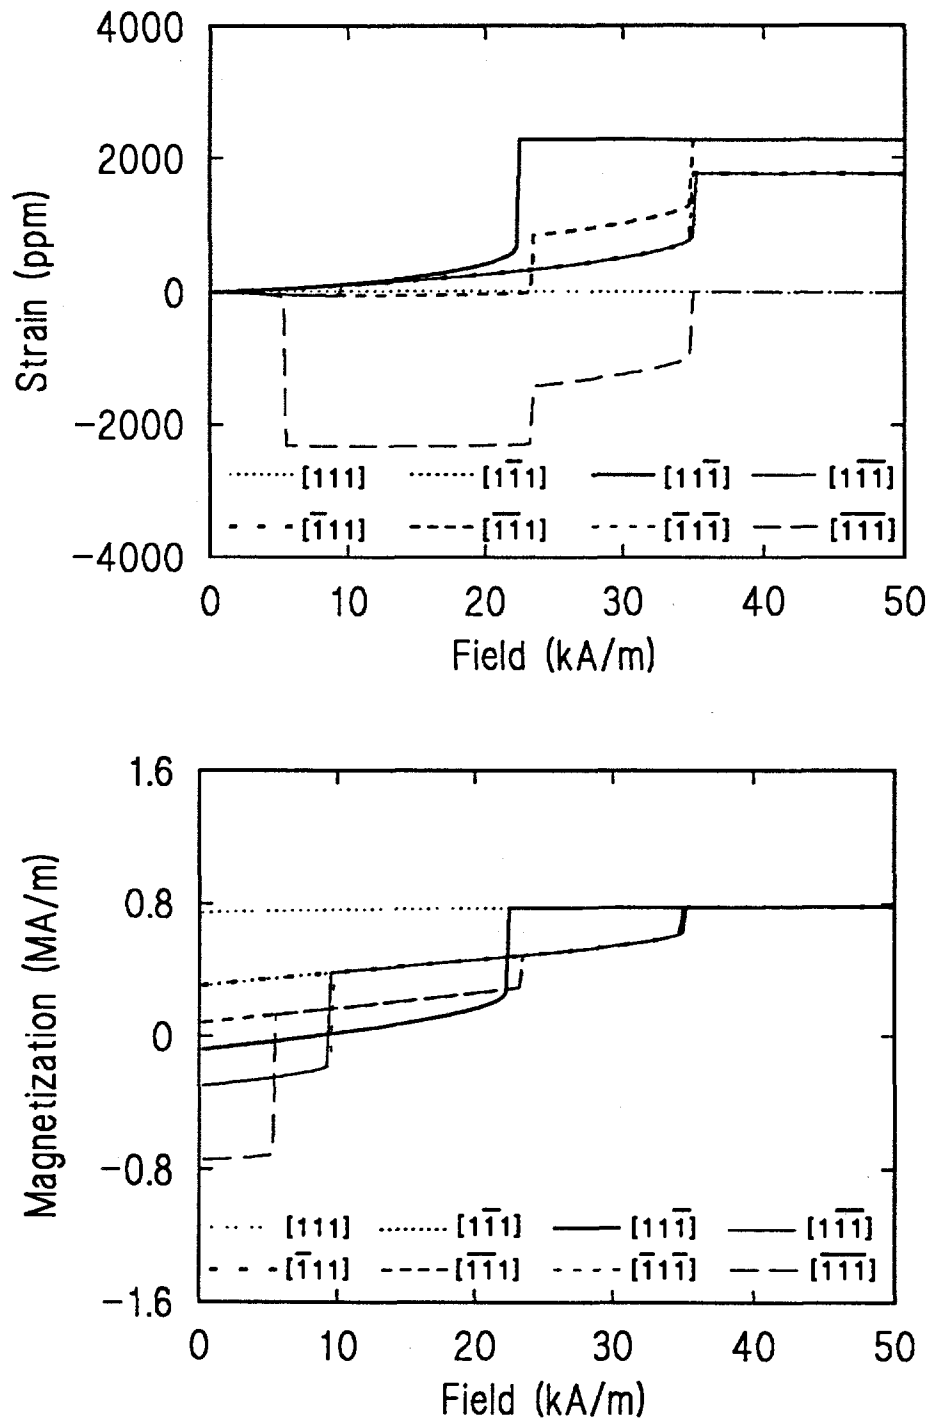 4000
2000
0
−2000
−4000
Strain (ppm)
[111] [11̅1] [111̅] [11̅1̅]
[1̅11] [1̅1̅1] [1̅11̅] [1̅1̅1̅]
0 10 20 30 40 50
Field (kA/m)
1.6
0.8
0
−0.8
−1.6
Magnetization (MA/m)
[111] [11̅1] [111̅] [11̅1̅]
[1̅11] [1̅1̅1] [1̅11̅] [1̅1̅1̅]
0 10 20 30 40 50
Field (kA/m)